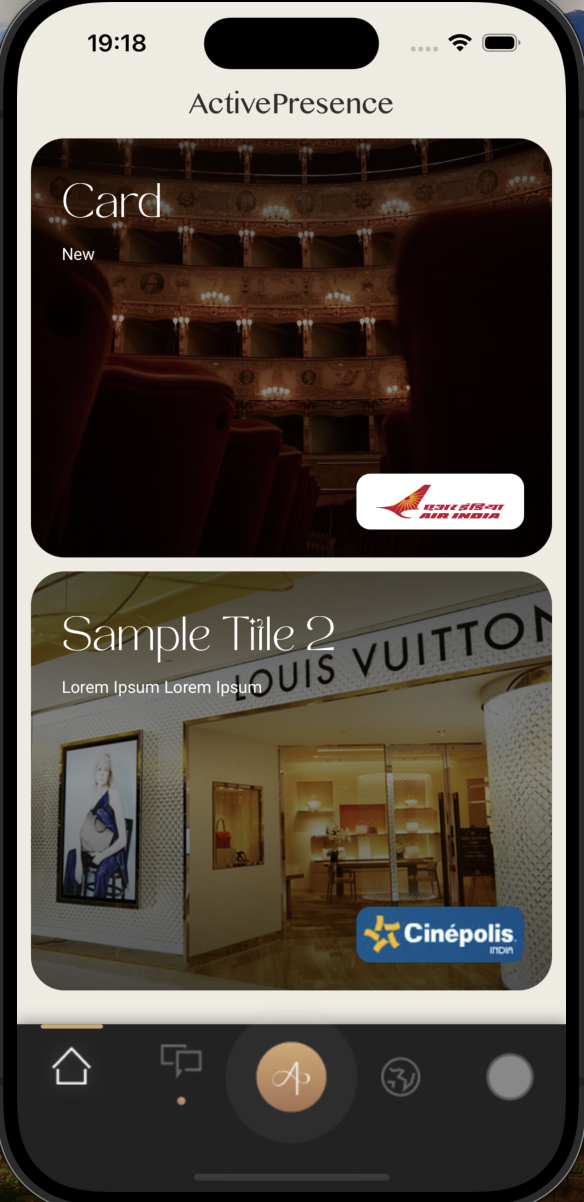 19:18
ActivePresence
Card
New
एअर इंडिया
AIR INDIA
Sample Title 2
LOUIS VUITTON
Lorem Ipsum Lorem Ipsum
Cinépolis
INDIA